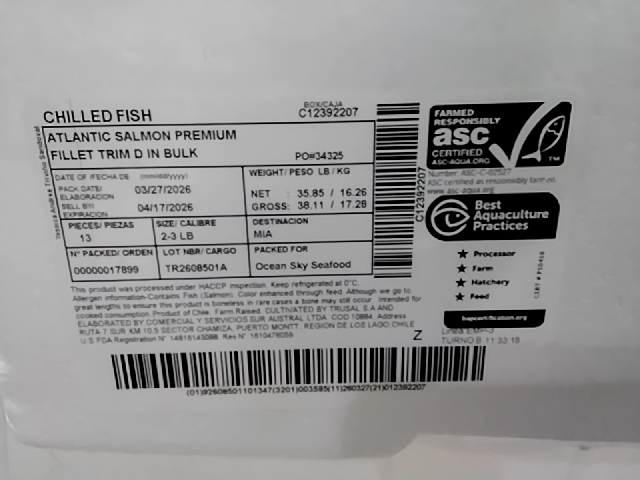 CHILLED FISH
BOX/CAJA
C12392207
ATLANTIC SALMON PREMIUM
FILLET TRIM D IN BULK
PO#34325
DATE OF /FECHA DE (mm/dd/yyyy)
PACK DATE/
ELABORACION
03/27/2026
SELL BY/
EXPIRACION
04/17/2026
WEIGHT/ PESO LB / KG
NET : 35.85 / 16.26
GROSS: 38.11 / 17.28
PIECES/ PIEZAS
13
SIZE/ CALIBRE
2-3 LB
DESTINACION
MIA
N° PACKED/ ORDEN
00000017899
LOT NBR/ CARGO
TR2608501A
PACKED FOR
Ocean Sky Seafood
This product was processed under HACCP inspection. Keep refrigerated at 0°C.
Allergen information-Contains Fish (Salmon). Color enhanced through feed. Although we go to
great lengths to ensure this product is boneless in rare cases a bone may still occur. Intended for
cooked consumption. Product of Chile. Farm Raised. CULTIVATED BY TRUSAL S.A AND
ELABORATED BY COMERCIAL Y SERVICIOS SUR AUSTRAL LTDA. COD 10884. Address
RUTA 7 SUR KM 10.5 SECTOR CHAMIZA, PUERTO MONTT. REGION DE LOS LAGO.CHILE
U.S FDA Registration N°
Z
(01)92608501101347(3201)003585(11)260327(21)012392207
C12392207
FARMED
RESPONSIBLY
asc
CERTIFIED
ASC-AQUA.ORG
TM
ASC certified as responsibly farmed.
www.asc-aqua.org
Best
Aquaculture
Practices
★ Processor
★ Farm
★ Hatchery
★ Feed
bapcertification.org
TURNO B 11:33:18